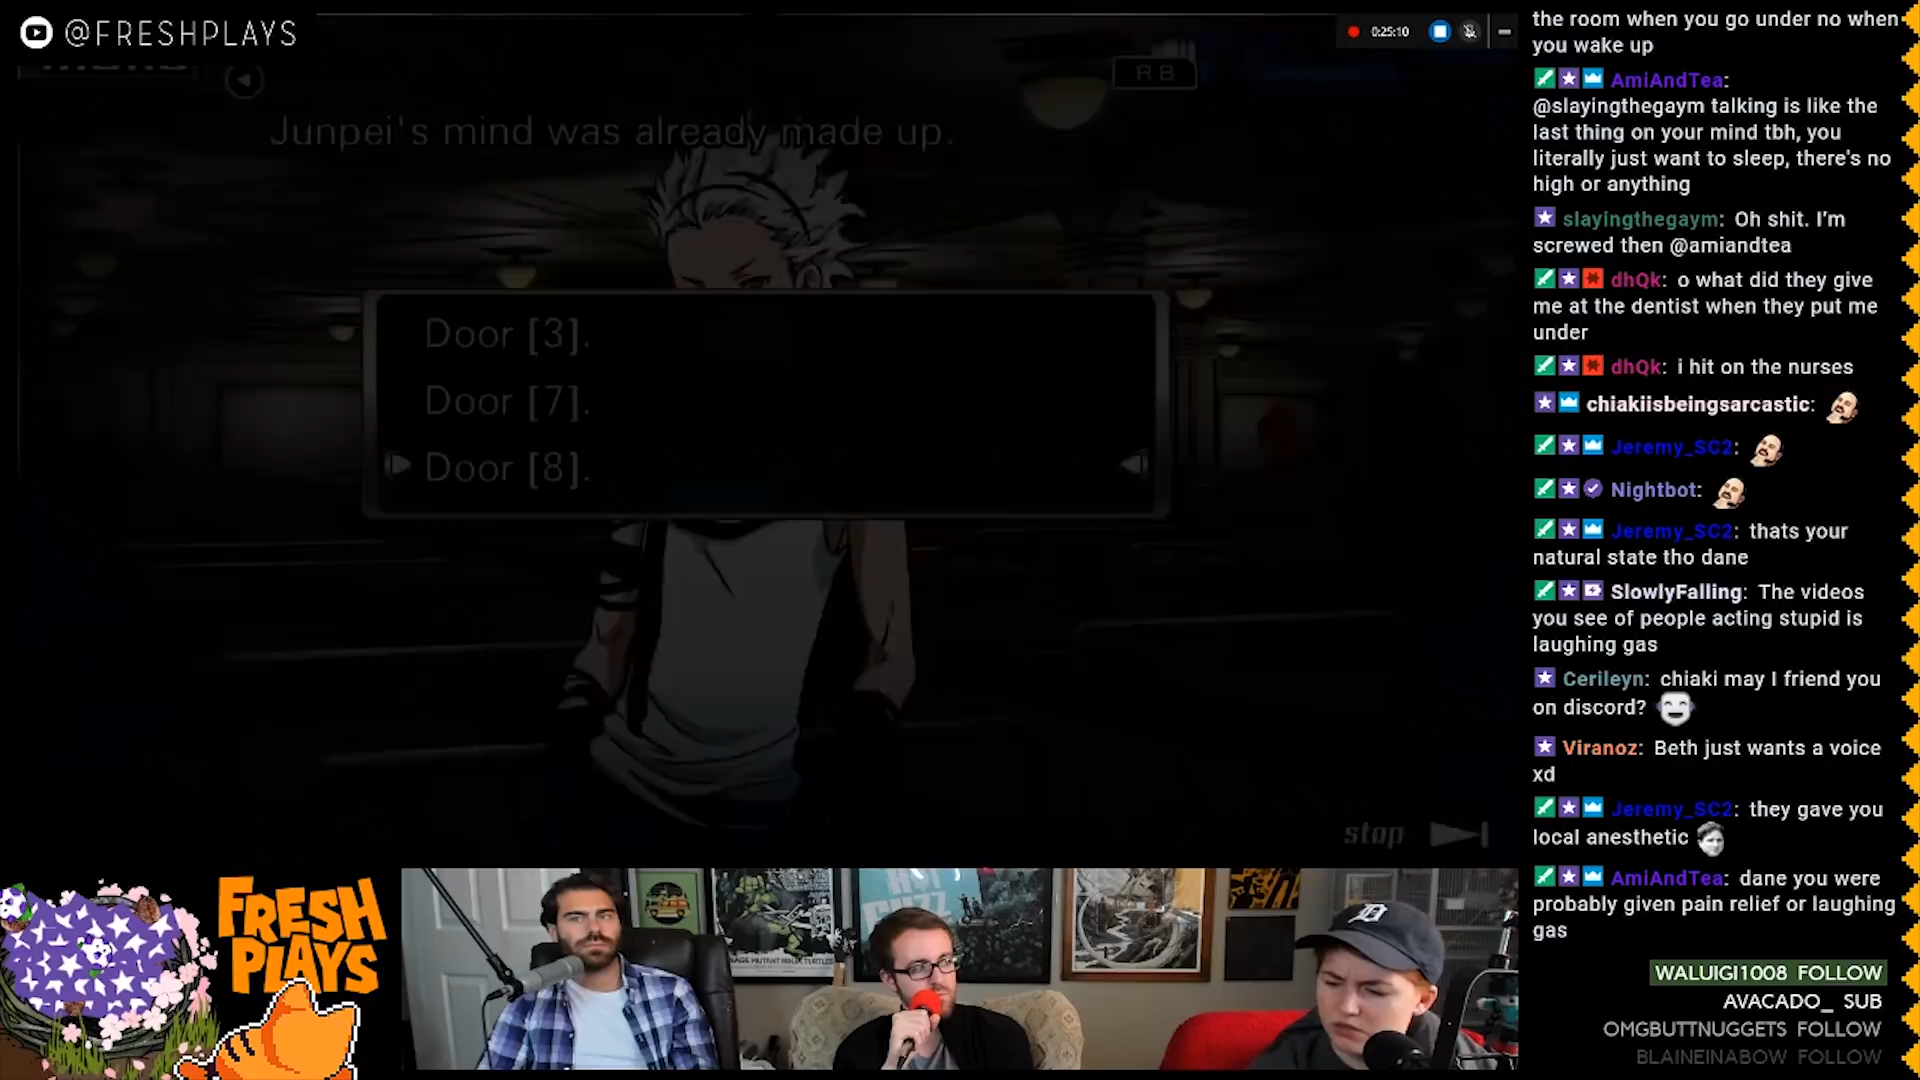 @FRESHPLAYS
0:25:10
RB
Junpei's mind was already made up.
Door [3].
Door [7].
Door [8].
stop
the room when you go under no when
you wake up
AmiAndTea:
@slayingthegaym talking is like the
last thing on your mind tbh, you
literally just want to sleep, there's no
high or anything
slayingthegaym: Oh shit. I'm
screwed then @amiandtea
dhQk: o what did they give
me at the dentist when they put me
under
dhQk: i hit on the nurses
chiakiisbeingsarcastic:
Jeremy_SC2:
Nightbot:
Jeremy_SC2: thats your
natural state tho dane
SlowlyFalling: The videos
you see of people acting stupid is
laughing gas
Cerileyn: chiaki may I friend you
on discord?
Viranoz: Beth just wants a voice
xd
Jeremy_SC2: they gave you
local anesthetic
AmiAndTea: dane you were
probably given pain relief or laughing
gas
WALUIGI1008 FOLLOW
AVACADO_ SUB
OMGBUTTNUGGETS FOLLOW
BLAINEINABOW FOLLOW
FRESH
PLAYS
HOT
FUZZ
MUTANT NINJA TURTLES
D